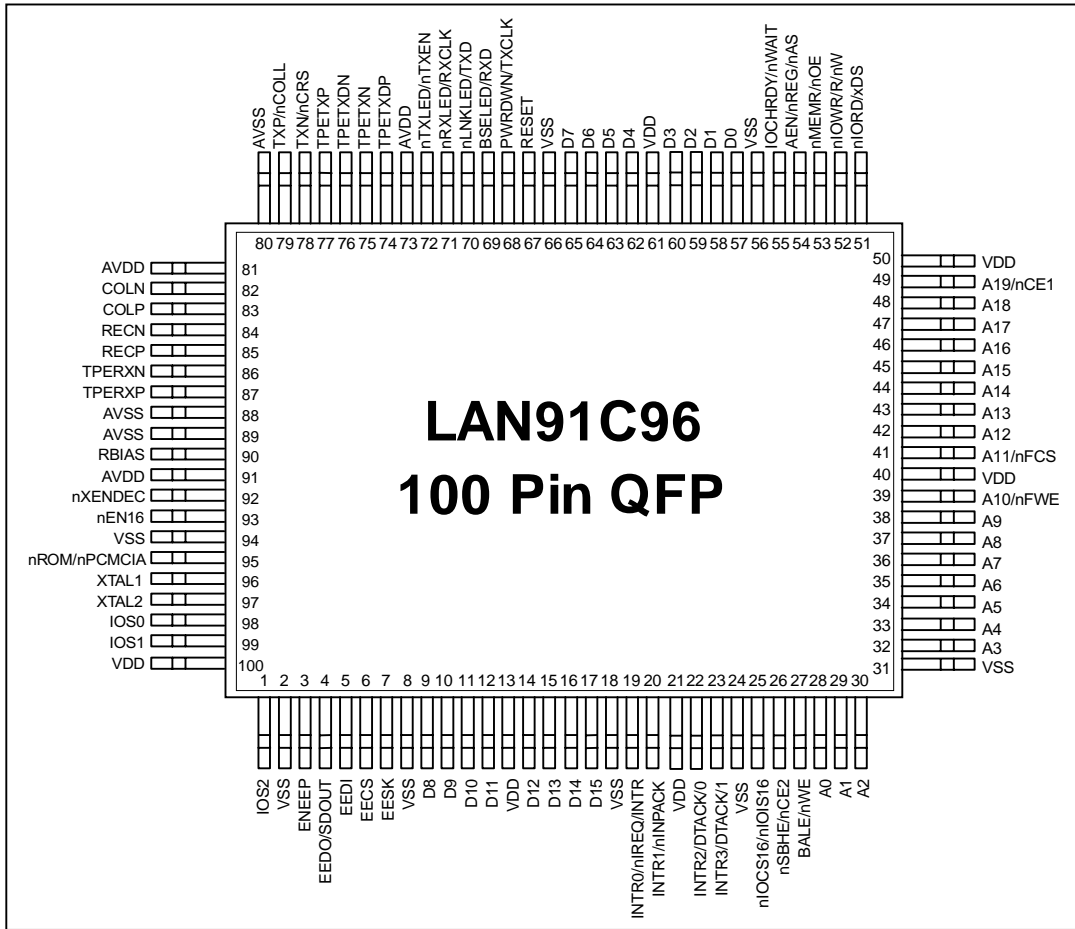 AVSS
TXP/nCOLL
TXN/nCRS
TPETXP
TPETXDN
TPETXN
TPETXDP
AVDD
nTXLED/nTXEN
nRXLED/RXCLK
nLNKLED/TXD
BSELED/RXD
PWRDWN/TXCLK
RESET
VSS
D7
D6
D5
D4
VDD
D3
D2
D1
D0
VSS
IOCHRDY/nWAIT
AEN/nREG/nAS
nMEMR/nOE
nIOWR/R/nW
nIORD/xDS
80 79 78 77 76 75 74 73 72 71 70 69 68 67 66 65 64 63 62 61 60 59 58 57 56 55 54 53 52 51
AVDD 81
COLN 82
COLP 83
RECN 84
RECP 85
TPERXN 86
TPERXP 87
AVSS 88
AVSS 89
RBIAS 90
AVDD 91
nXENDEC 92
nEN16 93
VSS 94
nROM/nPCMCIA 95
XTAL1 96
XTAL2 97
IOS0 98
IOS1 99
VDD 100
LAN91C96
100 Pin QFP
50 VDD
49 A19/nCE1
48 A18
47 A17
46 A16
45 A15
44 A14
43 A13
42 A12
41 A11/nFCS
40 VDD
39 A10/nFWE
38 A9
37 A8
36 A7
35 A6
34 A5
33 A4
32 A3
31 VSS
1 2 3 4 5 6 7 8 9 10 11 12 13 14 15 16 17 18 19 20 21 22 23 24 25 26 27 28 29 30
IOS2
VSS
ENEEP
EEDO/SDOUT
EEDI
EECS
EESK
VSS
D8
D9
D10
D11
VDD
D12
D13
D14
D15
VSS
INTR0/nIREQ/INTR
INTR1/nINPACK
VDD
INTR2/DTACK/0
INTR3/DTACK/1
VSS
nIOCS16/nIOIS16
nSBHE/nCE2
BALE/nWE
A0
A1
A2